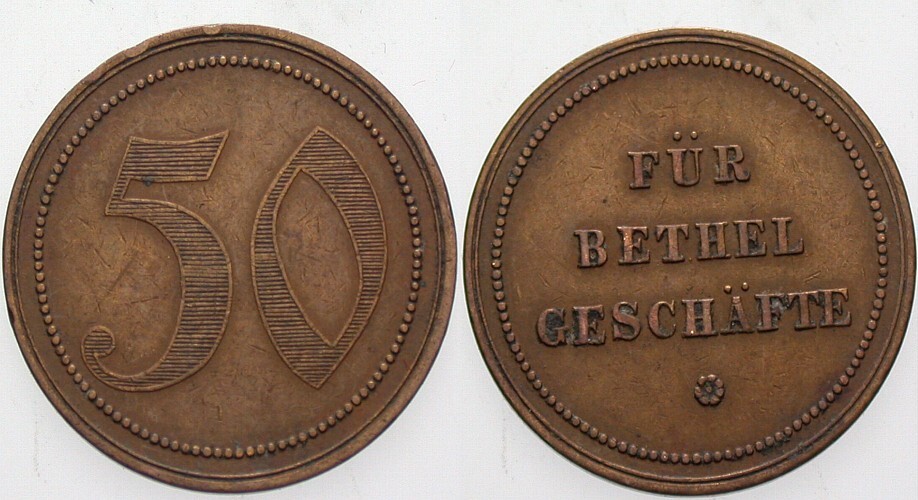 50
FÜR
BETHEL
GESCHÄFTE